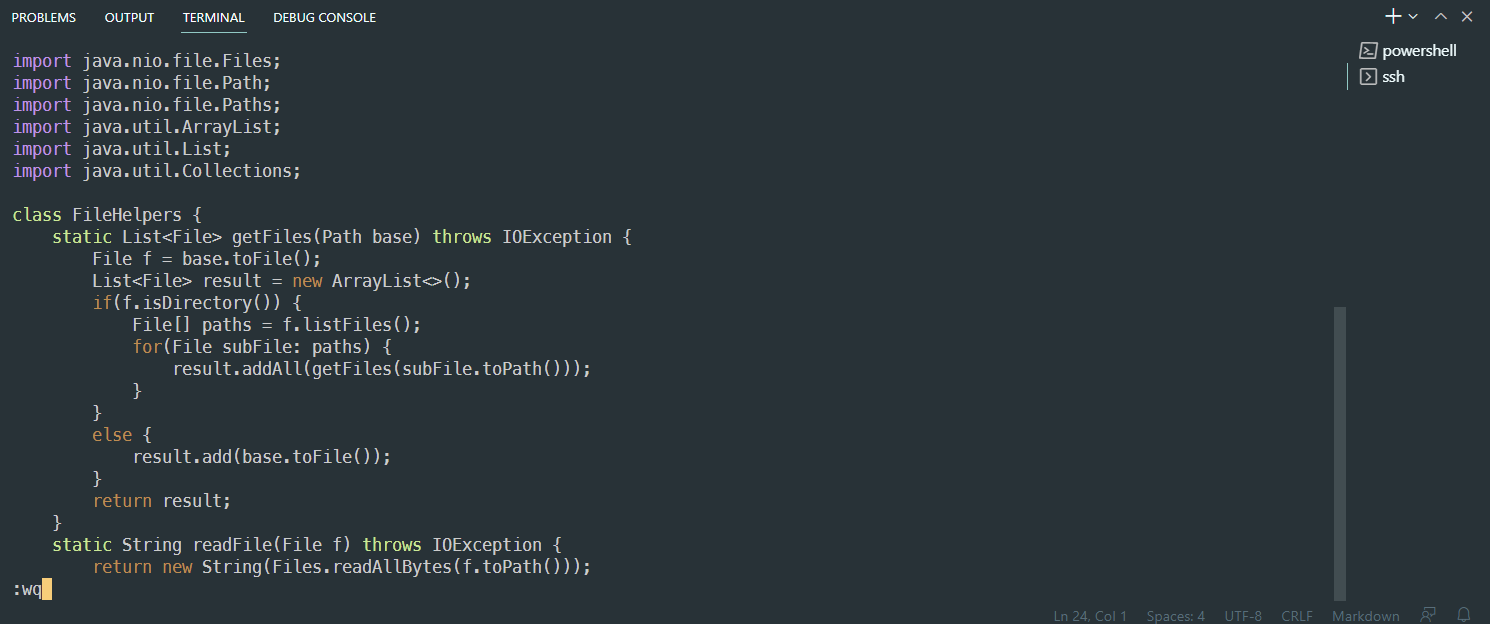 PROBLEMS OUTPUT TERMINAL DEBUG CONSOLE
powershell
ssh
import java.nio.file.Files;
import java.nio.file.Path;
import java.nio.file.Paths;
import java.util.ArrayList;
import java.util.List;
import java.util.Collections;
class FileHelpers {
    static List<File> getFiles(Path base) throws IOException {
        File f = base.toFile();
        List<File> result = new ArrayList<>();
        if(f.isDirectory()) {
            File[] paths = f.listFiles();
            for(File subFile: paths) {
                result.addAll(getFiles(subFile.toPath()));
            }
        }
        else {
            result.add(base.toFile());
        }
        return result;
    }
    static String readFile(File f) throws IOException {
        return new String(Files.readAllBytes(f.toPath()));
:wq
Ln 24, Col 1 Spaces: 4 UTF-8 CRLF Markdown